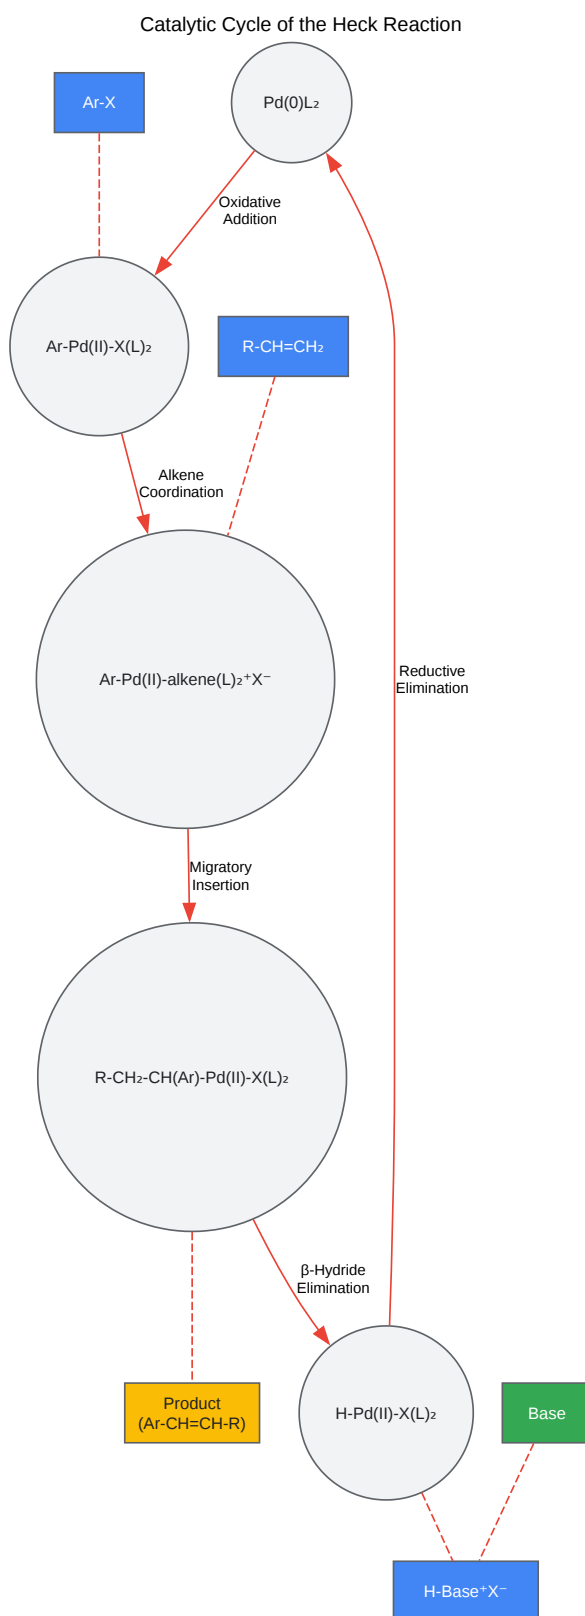 Catalytic Cycle of the Heck Reaction
Ar-X
Pd(0)L₂
Oxidative
Addition
Ar-Pd(II)-X(L)₂
R-CH=CH₂
Alkene
Coordination
Ar-Pd(II)-alkene(L)₂⁺X⁻
Reductive
Elimination
Migratory
Insertion
R-CH₂-CH(Ar)-Pd(II)-X(L)₂
β-Hydride
Elimination
Product
(Ar-CH=CH-R)
H-Pd(II)-X(L)₂
Base
H-Base⁺X⁻